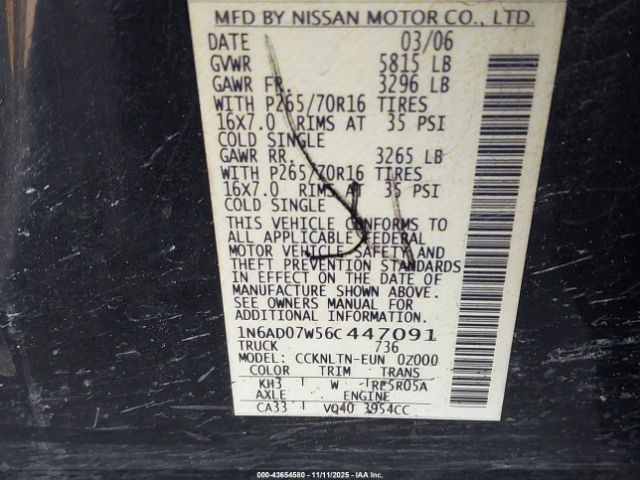 MFD BY NISSAN MOTOR CO., LTD.
DATE 03/06
GVWR 5815 LB
GAWR FR. 3296 LB
WITH P265/70R16 TIRES
16X7.0 RIMS AT 35 PSI
COLD SINGLE
GAWR RR. 3265 LB
WITH P265/70R16 TIRES
16X7.0 RIMS AT 35 PSI
COLD SINGLE
THIS VEHICLE CONFORMS TO
ALL APPLICABLE FEDERAL
MOTOR VEHICLE SAFETY AND
THEFT PREVENTION STANDARDS
IN EFFECT ON THE DATE OF
MANUFACTURE SHOWN ABOVE.
SEE OWNERS MANUAL FOR
ADDITIONAL INFORMATION.
1N6AD07W56C447091
TRUCK 736
MODEL: CCKNLTN-EUN 0Z000
COLOR TRIM TRANS
KH3 W RE5R05A
AXLE ENGINE
CA33 VQ40 3954CC
000-43654580 - 11/11/2025 - IAA Inc.